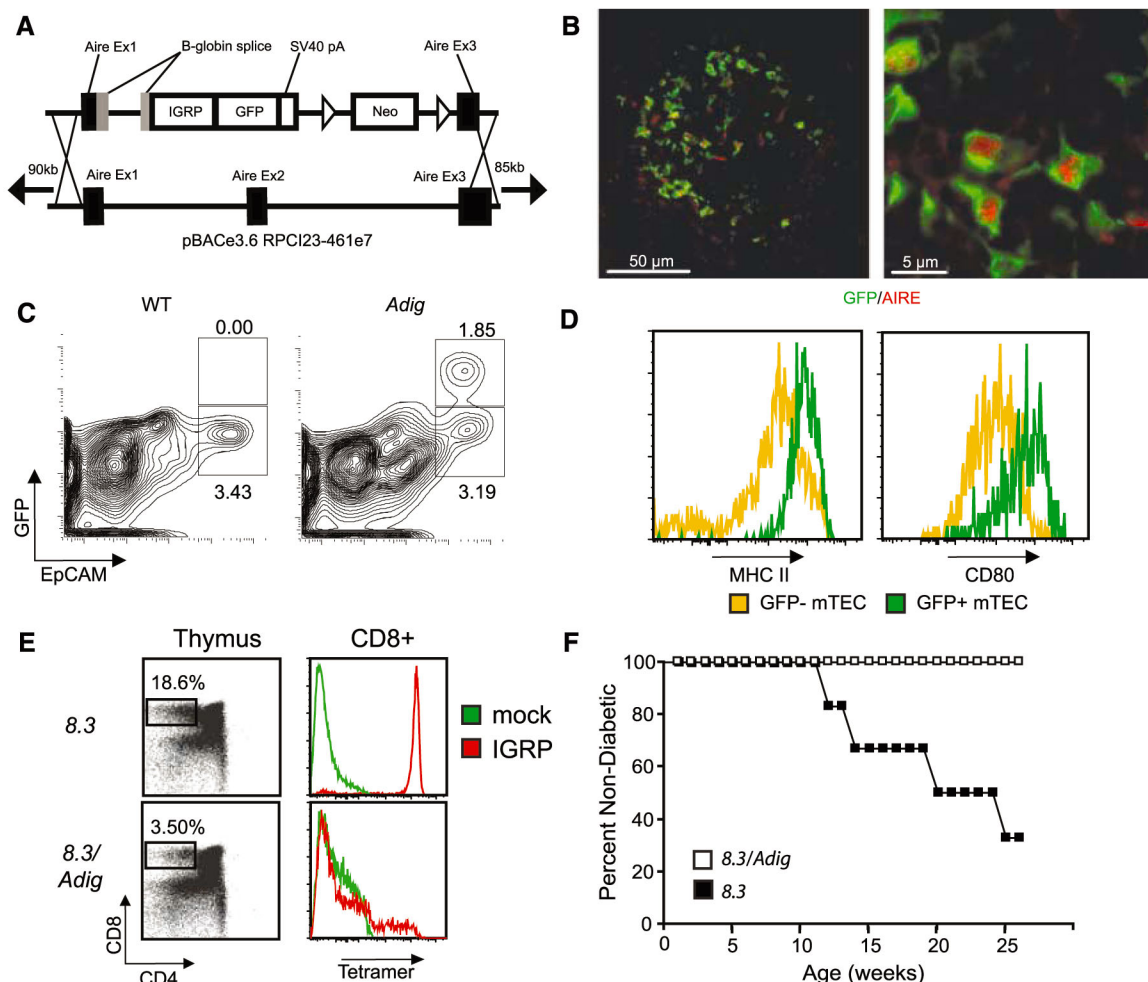 A
Aire Ex1
B-globin splice
SV40 pA
Aire Ex3
IGRP
GFP
Neo
90kb
85kb
Aire Ex1
Aire Ex2
Aire Ex3
pBACe3.6 RPCI23-461e7
B
50 µm
5 µm
GFP/AIRE
C
WT
Adig
0.00
1.85
3.43
3.19
GFP
EpCAM
D
MHC II
CD80
GFP- mTEC
GFP+ mTEC
E
Thymus
CD8+
8.3
18.6%
mock
IGRP
8.3/
Adig
3.50%
CD8
CD4
Tetramer
F
Percent Non-Diabetic
100
80
60
40
20
0
8.3/Adig
8.3
0 5 10 15 20 25
Age (weeks)